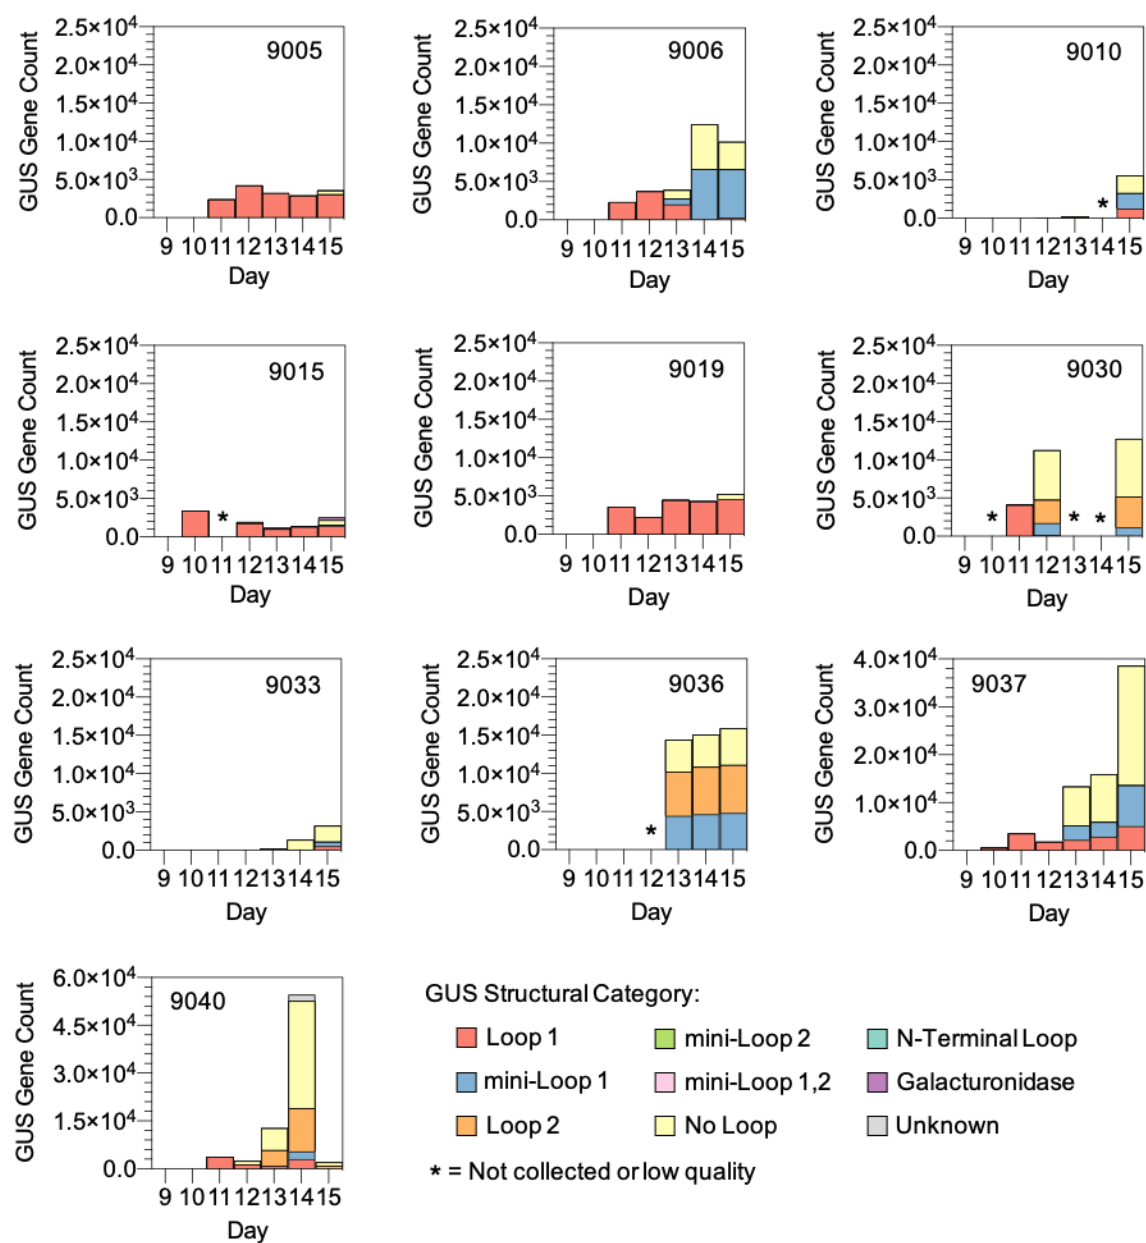 2.5×10⁴
2.0×10⁴
1.5×10⁴
1.0×10⁴
5.0×10³
0.0
GUS Gene Count
9005
9 10 11 12 13 14 15
Day
2.5×10⁴
2.0×10⁴
1.5×10⁴
1.0×10⁴
5.0×10³
0.0
GUS Gene Count
9006
9 10 11 12 13 14 15
Day
2.5×10⁴
2.0×10⁴
1.5×10⁴
1.0×10⁴
5.0×10³
0.0
GUS Gene Count
9010
*
9 10 11 12 13 14 15
Day
2.5×10⁴
2.0×10⁴
1.5×10⁴
1.0×10⁴
5.0×10³
0.0
GUS Gene Count
9015
*
9 10 11 12 13 14 15
Day
2.5×10⁴
2.0×10⁴
1.5×10⁴
1.0×10⁴
5.0×10³
0.0
GUS Gene Count
9019
9 10 11 12 13 14 15
Day
2.5×10⁴
2.0×10⁴
1.5×10⁴
1.0×10⁴
5.0×10³
0.0
GUS Gene Count
9030
* * *
9 10 11 12 13 14 15
Day
2.5×10⁴
2.0×10⁴
1.5×10⁴
1.0×10⁴
5.0×10³
0.0
GUS Gene Count
9033
9 10 11 12 13 14 15
Day
2.5×10⁴
2.0×10⁴
1.5×10⁴
1.0×10⁴
5.0×10³
0.0
GUS Gene Count
9036
*
9 10 11 12 13 14 15
Day
4.0×10⁴
3.0×10⁴
2.0×10⁴
1.0×10⁴
0.0
GUS Gene Count
9037
9 10 11 12 13 14 15
Day
6.0×10⁴
4.5×10⁴
3.0×10⁴
1.5×10⁴
0.0
GUS Gene Count
9040
9 10 11 12 13 14 15
Day
GUS Structural Category:
Loop 1
mini-Loop 2
N-Terminal Loop
mini-Loop 1
mini-Loop 1,2
Galacturonidase
Loop 2
No Loop
Unknown
* = Not collected or low quality